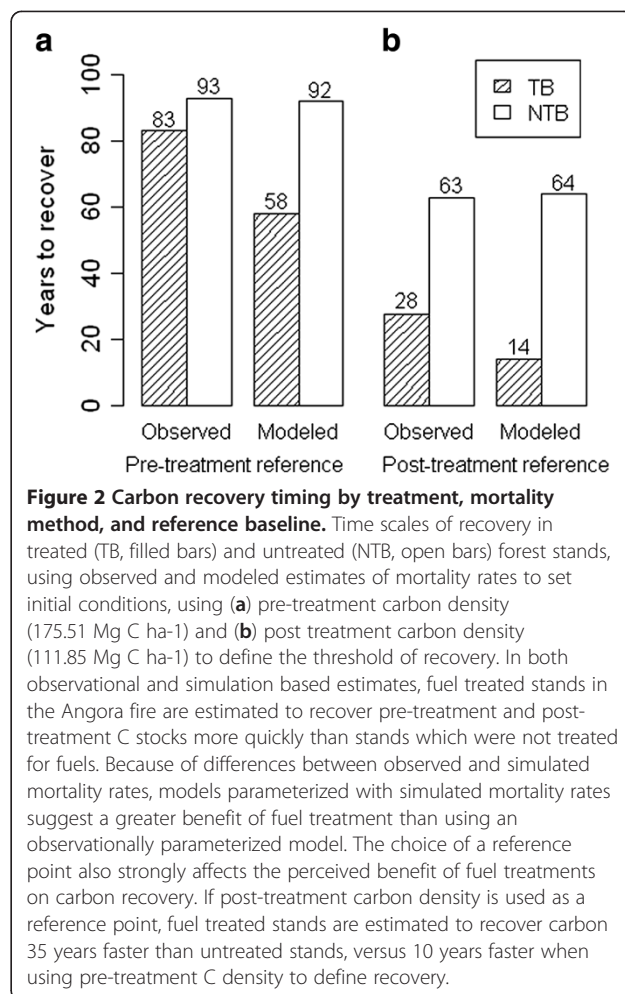 a
b
Years to recover
0
20
40
60
80
100
83
93
58
92
28
63
14
64
TB
NTB
Observed Modeled
Pre-treatment reference
Observed Modeled
Post-treatment reference
Figure 2 Carbon recovery timing by treatment, mortality
method, and reference baseline. Time scales of recovery in
treated (TB, filled bars) and untreated (NTB, open bars) forest stands,
using observed and modeled estimates of mortality rates to set
initial conditions, using (a) pre-treatment carbon density
(175.51 Mg C ha-1) and (b) post treatment carbon density
(111.85 Mg C ha-1) to define the threshold of recovery. In both
observational and simulation based estimates, fuel treated stands in
the Angora fire are estimated to recover pre-treatment and post-
treatment C stocks more quickly than stands which were not treated
for fuels. Because of differences between observed and simulated
mortality rates, models parameterized with simulated mortality rates
suggest a greater benefit of fuel treatment than using an
observationally parameterized model. The choice of a reference
point also strongly affects the perceived benefit of fuel treatments
on carbon recovery. If post-treatment carbon density is used as a
reference point, fuel treated stands are estimated to recover carbon
35 years faster than untreated stands, versus 10 years faster when
using pre-treatment C density to define recovery.